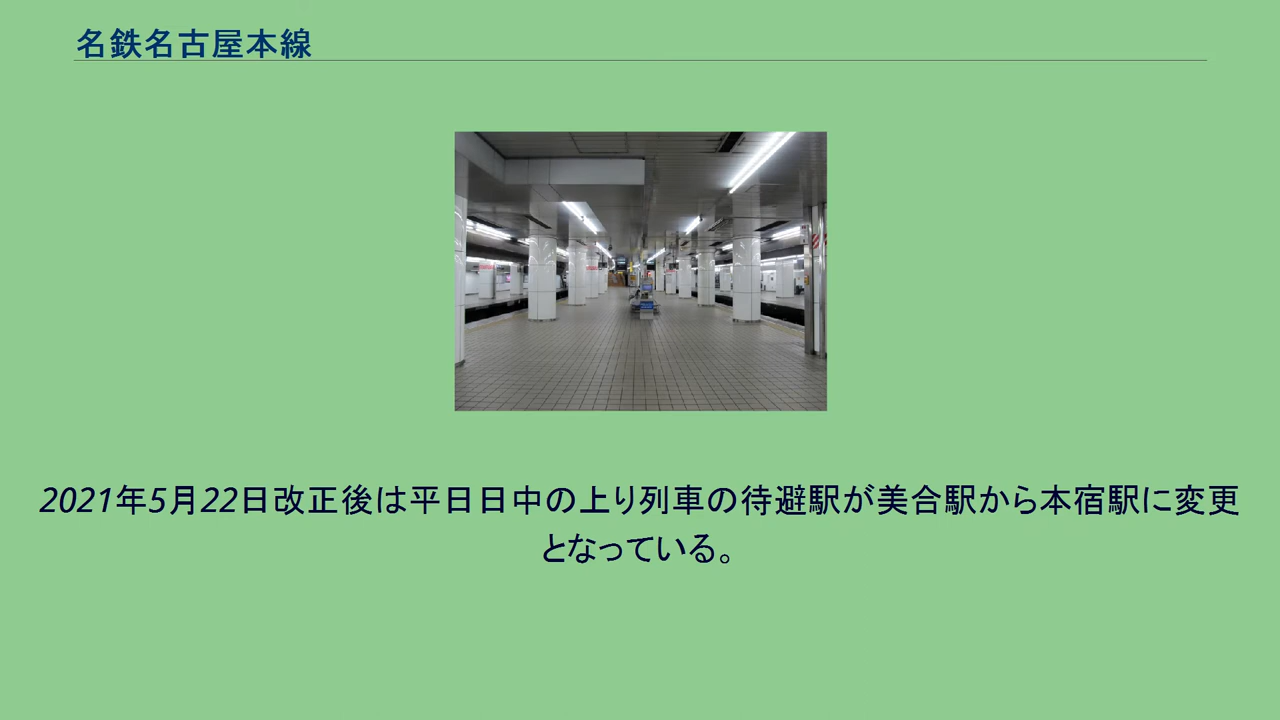 名鉄名古屋本線
2021年5月22日改正後は平日日中の上り列車の待避駅が美合駅から本宿駅に変更
となっている。